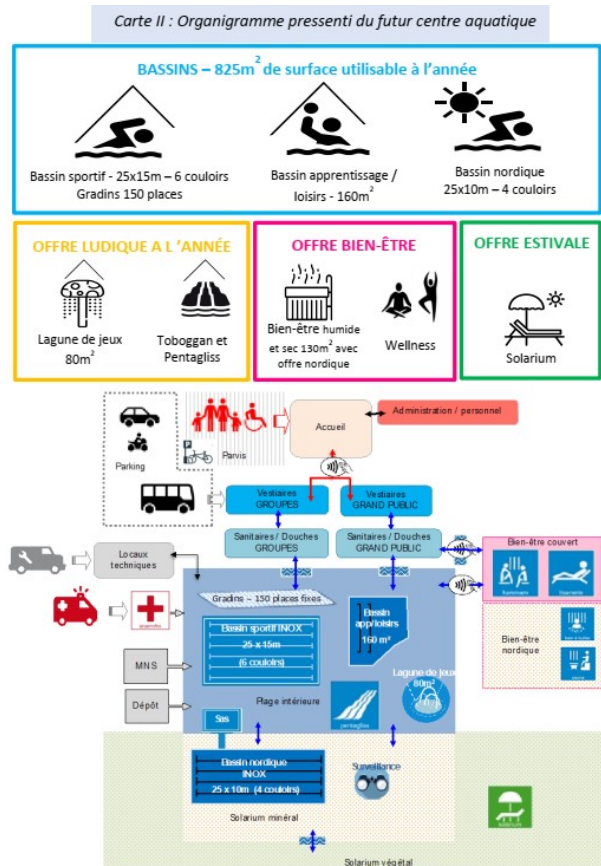 Carte II : Organigramme pressenti du futur centre aquatique
BASSINS – 825m² de surface utilisable à l'année
Bassin sportif - 25x15m – 6 couloirs
Gradins 150 places
Bassin apprentissage /
loisirs - 160m²
Bassin nordique
25x10m – 4 couloirs
OFFRE LUDIQUE A L 'ANNÉE
Lagune de jeux
80m²
Toboggan et
Pentagliss
OFFRE BIEN-ÊTRE
Bien-être humide
et sec 130m² avec
offre nordique
Wellness
OFFRE ESTIVALE
Solarium
Parking
Parvis
Accueil
Administration / personnel
Vestiaires
GROUPES
Vestiaires
GRAND PUBLIC
Sanitaires / Douches
GROUPES
Sanitaires / Douches
GRAND PUBLIC
Bien-être couvert
hammam
Locaux
techniques
Gradins – 150 places fixes
Bassin sportif INOX
25 x 15m
(6 couloirs)
Bassin
app/loisirs
160 m²
Bien-être
nordique
MNS
Dépôt
Plage intérieure
pentagliss
Lagune de jeux
80m²
Sas
Bassin nordique
INOX
25 x 10m (4 couloirs)
Surveillance
Solarium minéral
solarium
Solarium végétal